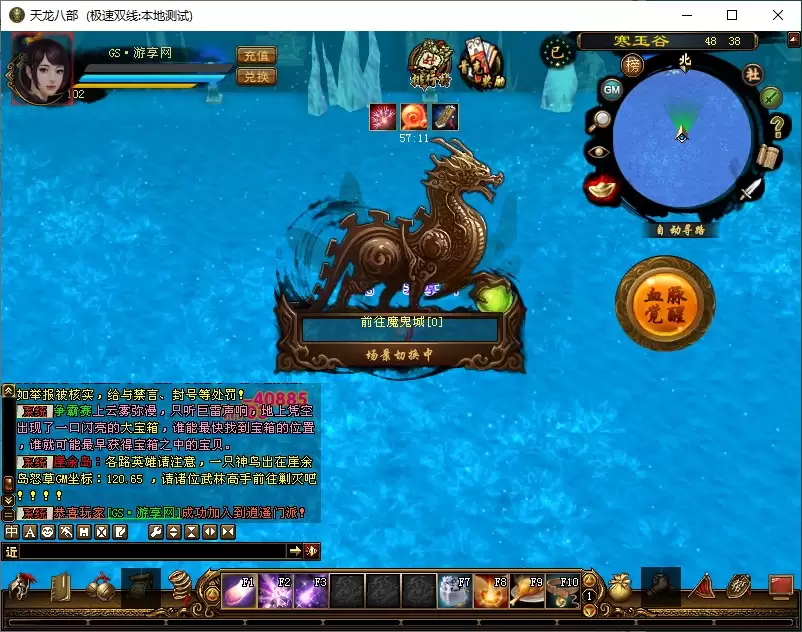 天龙八部 (极速双线:本地测试)
GS·游享网
充值
兑换
102
寒玉谷 48 38
北
榜
社
GM
57:11
自动寻路
血脉
觉醒
前往魔鬼城[0]
场景切换中
-40885
如举报被核实，给与禁言、封号等处罚！
系统 争霸赛上云雾弥漫，只听巨雷声响，地上凭空
出现了一口闪亮的大宝箱，谁能最快找到宝箱的位置
，谁就可能最早获得宝箱之中的宝贝。
系统 崖余岛：各路英雄请注意，一只神鸟出在崖余
岛怒草GM坐标：120.65 ，请诸位武林高手前往剿灭吧
！！！！
系统 恭喜玩家[GS·游享网]成功加入到逍遥门派！
中 A
近
F1 F2 F3 F7 F8 F9 F10
1